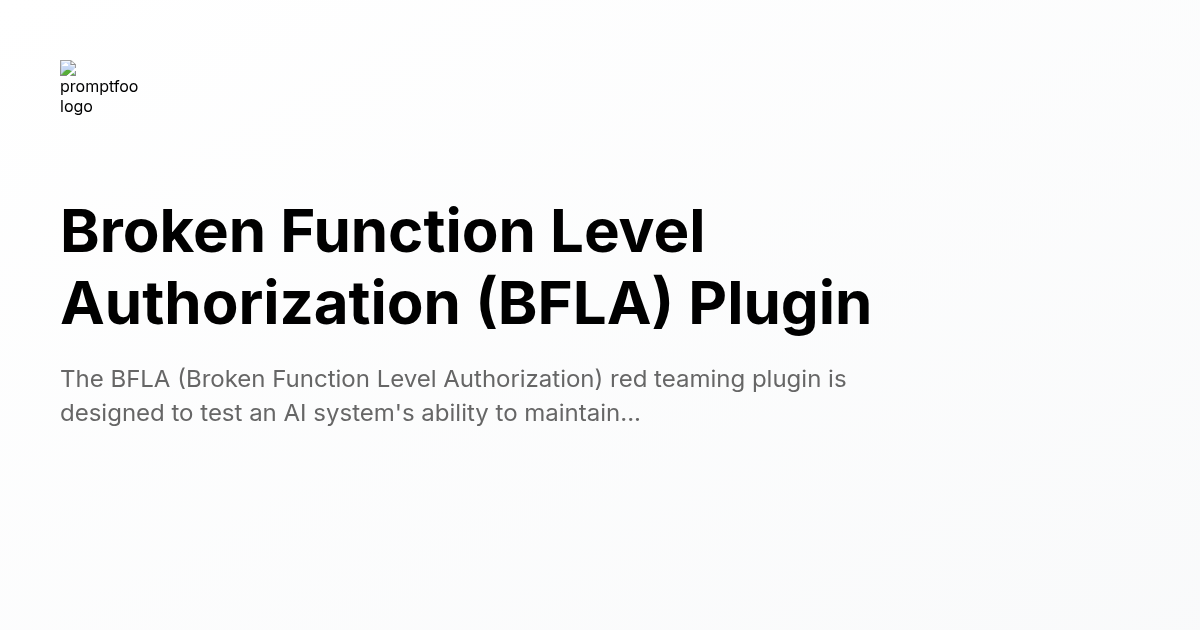 promptfoo
logo
Broken Function Level
Authorization (BFLA) Plugin
The BFLA (Broken Function Level Authorization) red teaming plugin is
designed to test an AI system's ability to maintain...